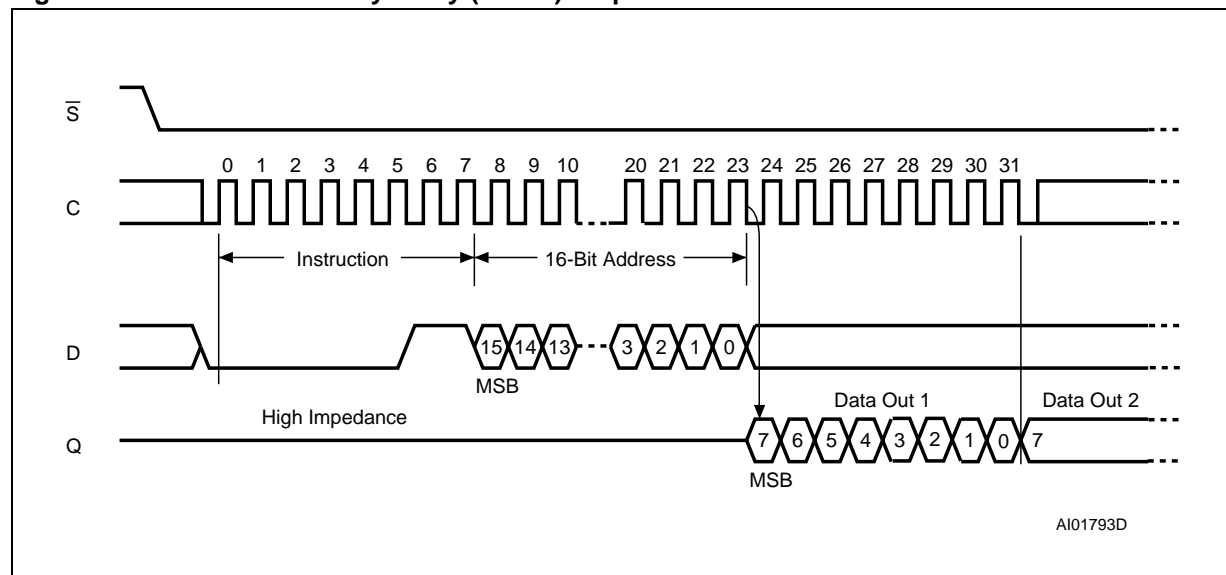 S
0 1 2 3 4 5 6 7 8 9 10 20 21 22 23 24 25 26 27 28 29 30 31
C
Instruction 16-Bit Address
D 15 14 13 3 2 1 0
MSB
High Impedance Data Out 1 Data Out 2
Q 7 6 5 4 3 2 1 0 7
MSB
AI01793D